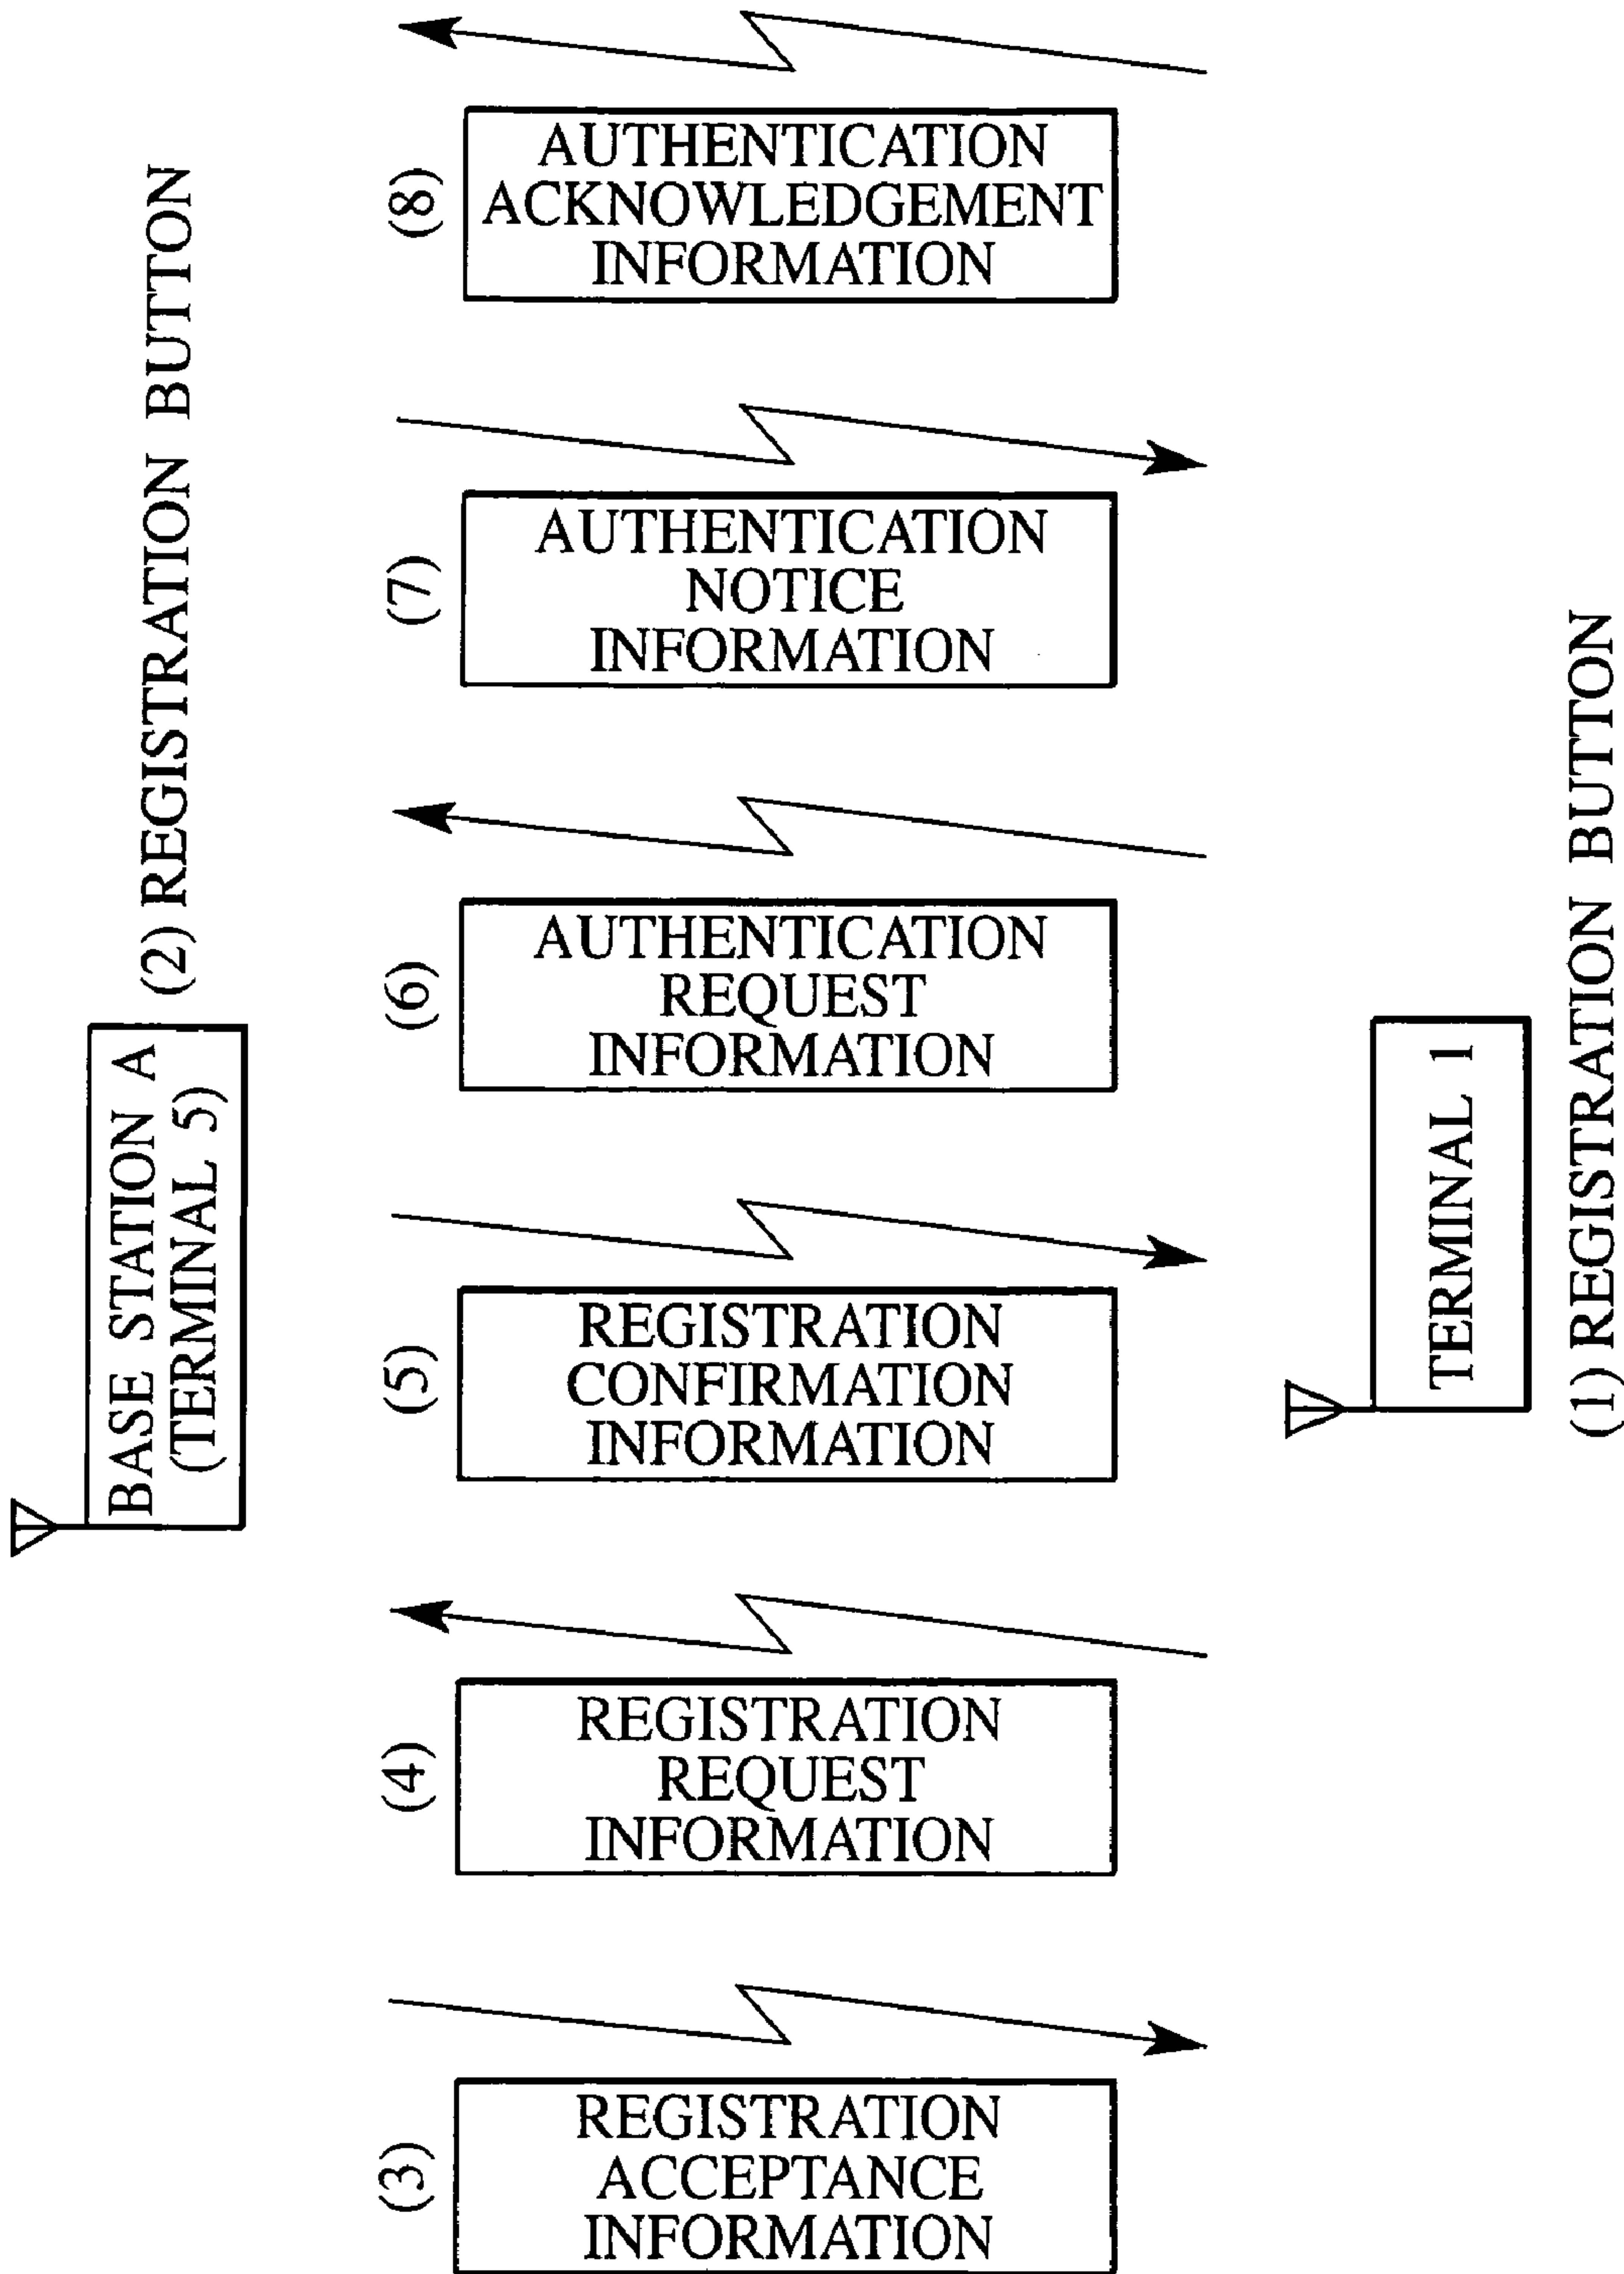 BASE STATION A
(TERMINAL 5)
(2) REGISTRATION BUTTON
(3)
REGISTRATION
ACCEPTANCE
INFORMATION
(4)
REGISTRATION
REQUEST
INFORMATION
(5)
REGISTRATION
CONFIRMATION
INFORMATION
(6)
AUTHENTICATION
REQUEST
INFORMATION
(7)
AUTHENTICATION
NOTICE
INFORMATION
(8)
AUTHENTICATION
ACKNOWLEDGEMENT
INFORMATION
TERMINAL 1
(1) REGISTRATION BUTTON